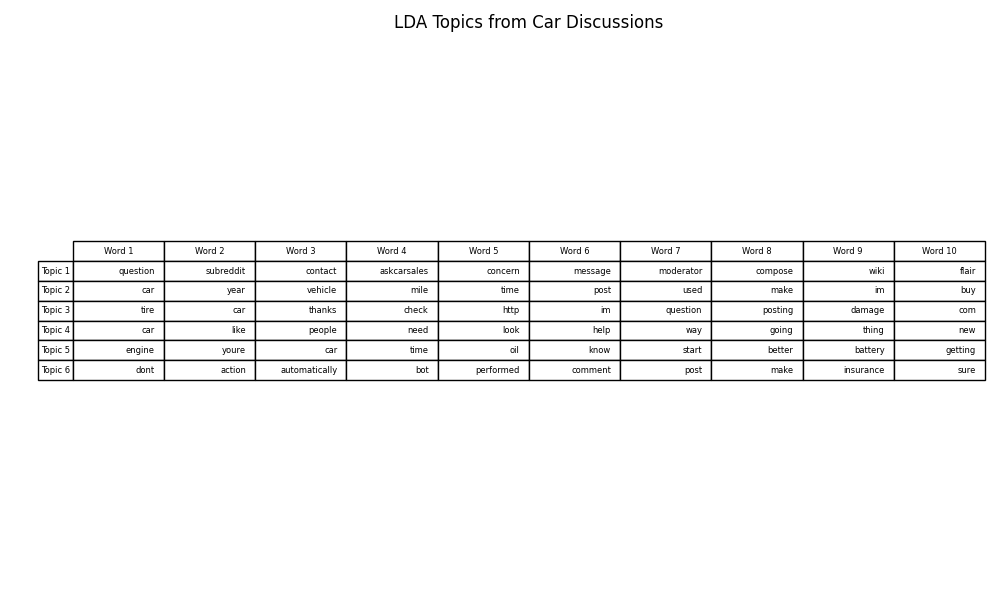 LDA Topics from Car Discussions
Word 1 Word 2 Word 3 Word 4 Word 5 Word 6 Word 7 Word 8 Word 9 Word 10
Topic 1 question subreddit contact askcarsales concern message moderator compose wiki flair
Topic 2 car year vehicle mile time post used make im buy
Topic 3 tire car thanks check http im question posting damage com
Topic 4 car like people need look help way going thing new
Topic 5 engine youre car time oil know start better battery getting
Topic 6 dont action automatically bot performed comment post make insurance sure